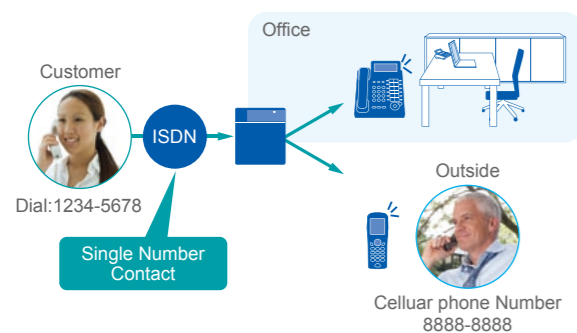 Office
Customer
ISDN
Dial:1234-5678
Single Number
Contact
Outside
Celluar phone Number
8888-8888